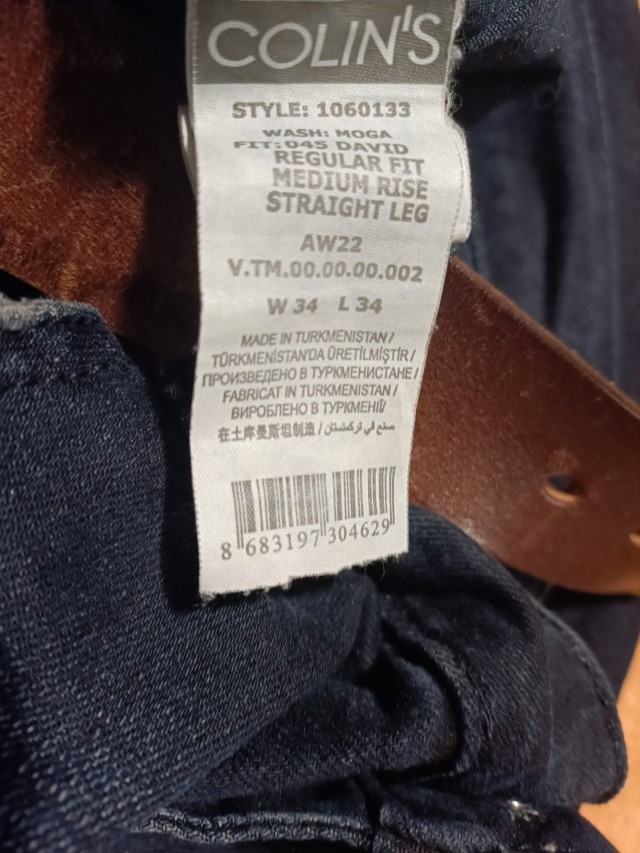 COLIN'S
STYLE: 1060133
WASH: MOGA
FIT: 045 DAVID
REGULAR FIT
MEDIUM RISE
STRAIGHT LEG
AW22
V.TM.00.00.00.002
W 34 L 34
MADE IN TURKMENISTAN /
TÜRKMENİSTAN'DA ÜRETİLMİŞTİR /
ПРОИЗВЕДЕНО В ТУРКМЕНИСТАНЕ /
FABRICAT IN TURKMENISTAN /
ВИРОБЛЕНО В ТУРКМЕНІЇ/
在土库曼斯坦制造 / صنع في تركمنستان
8 683197 304629